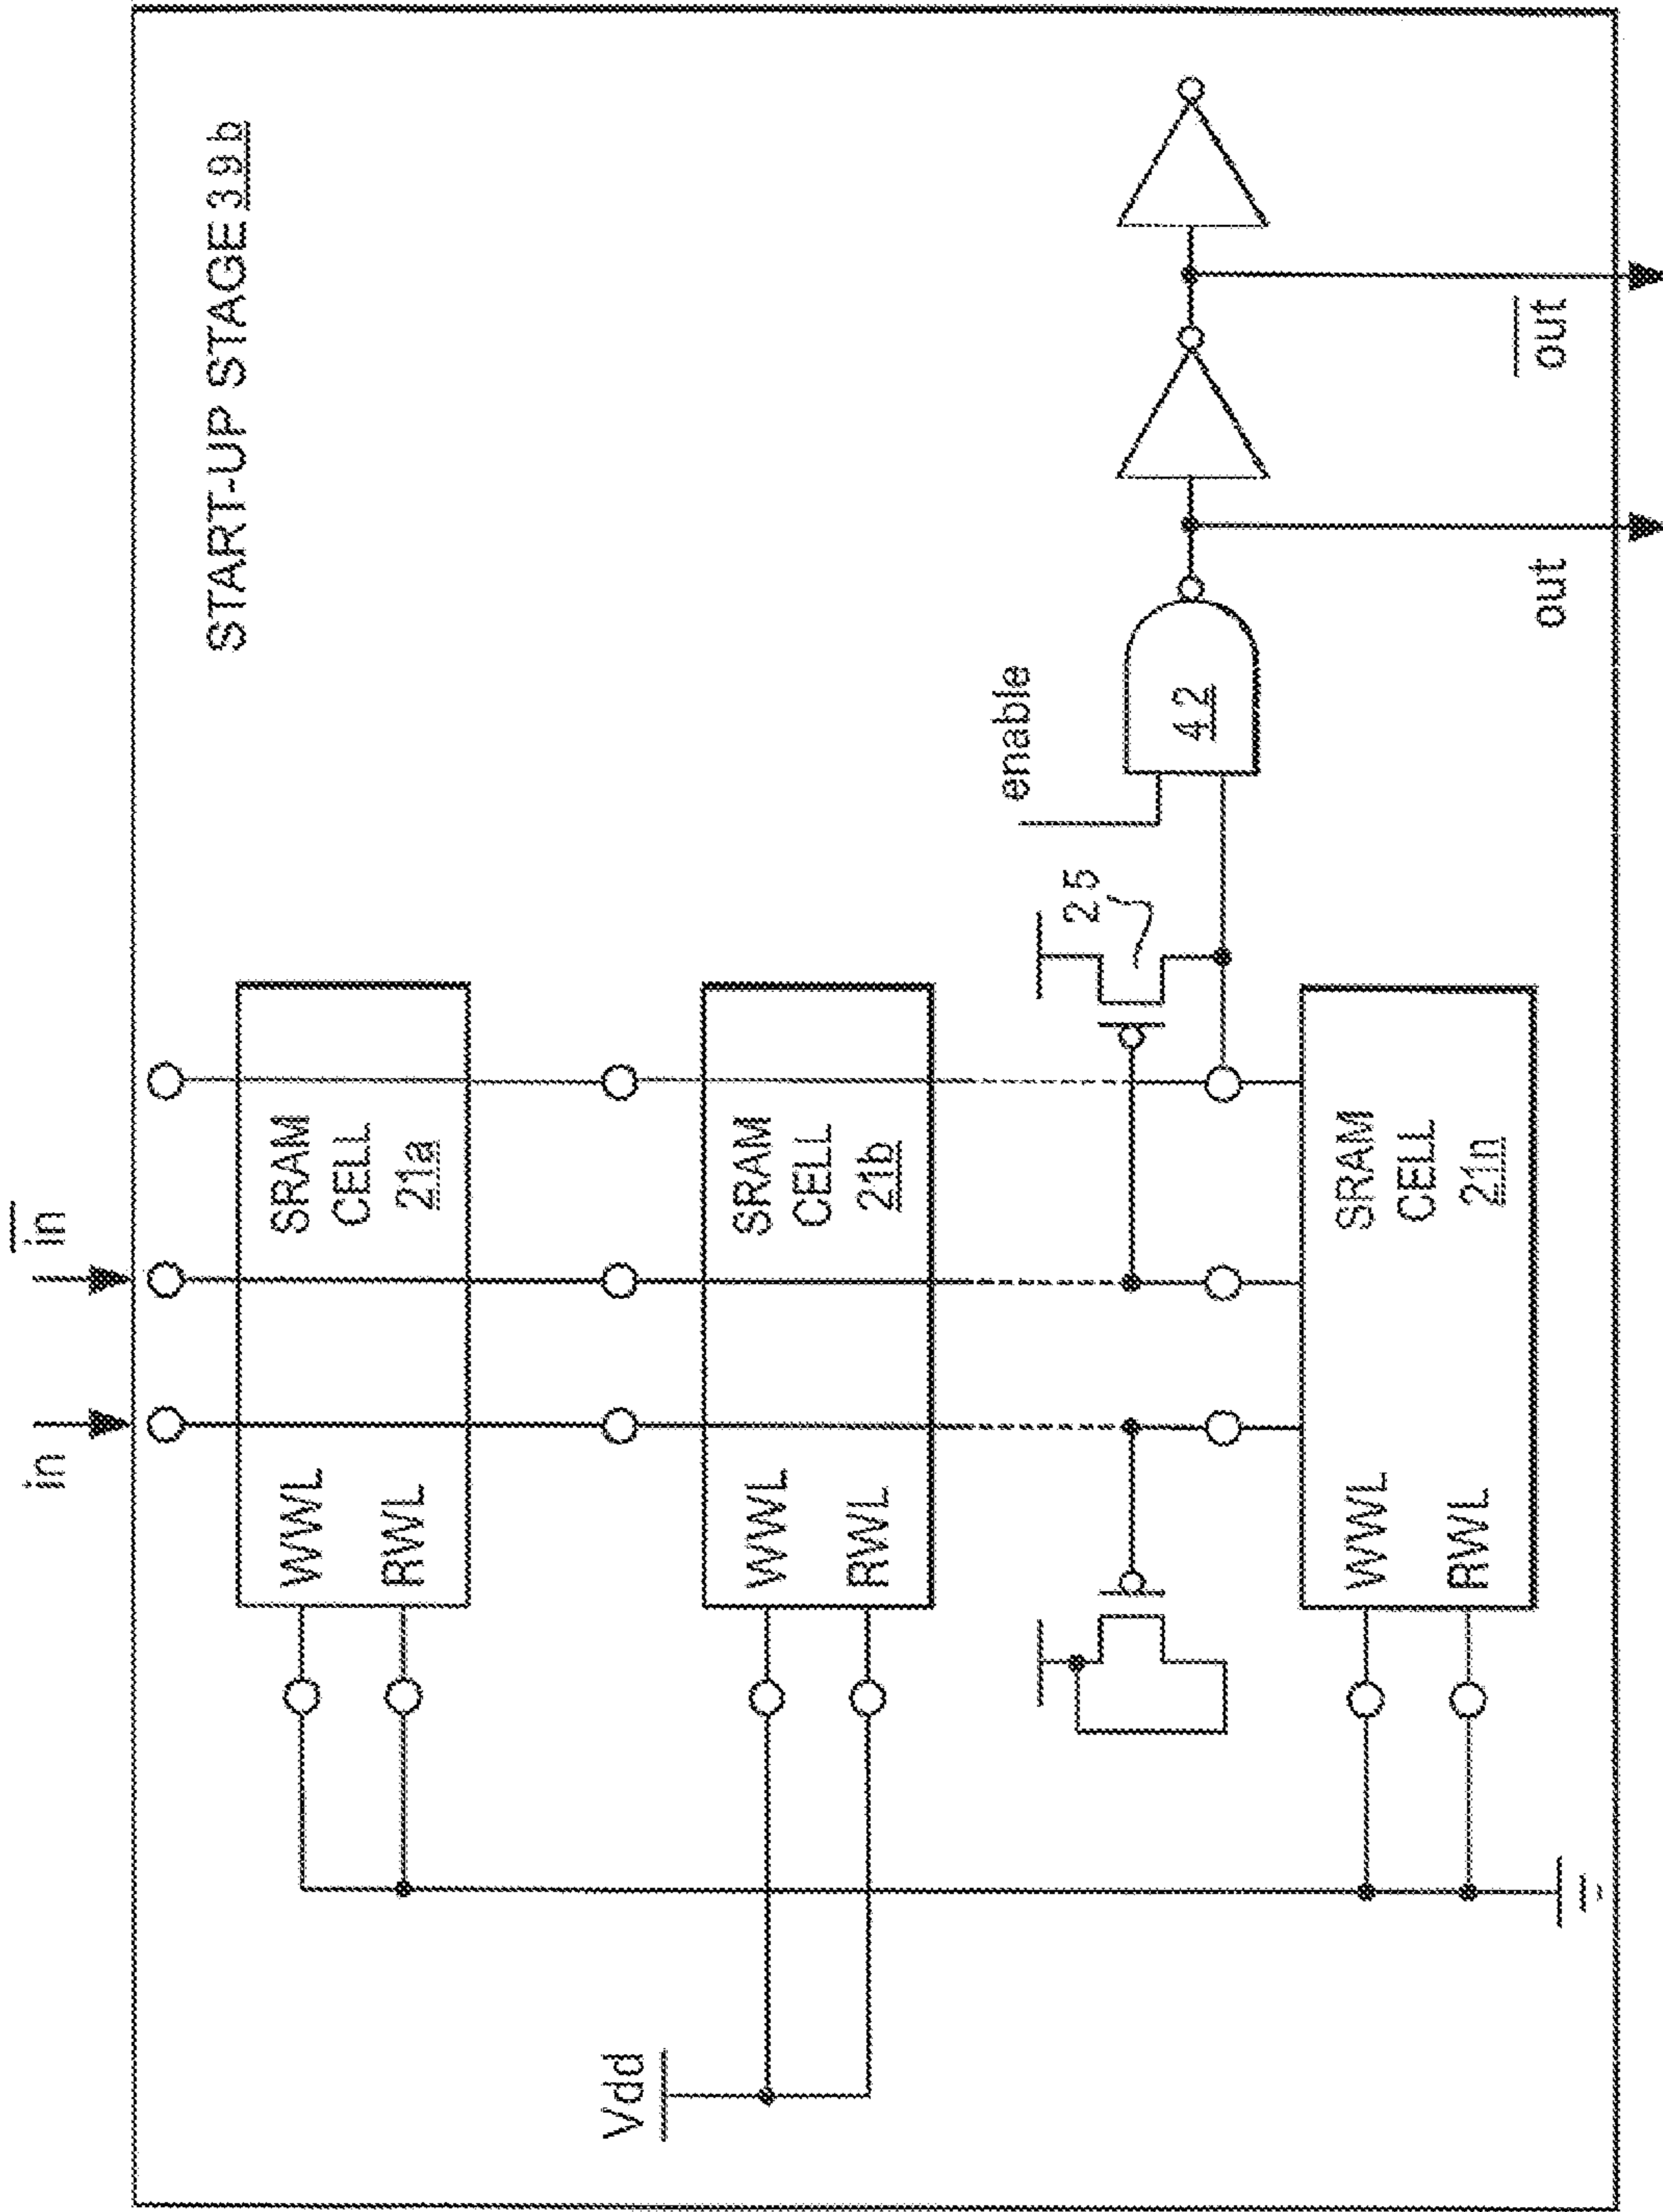 START-UP STAGE 39b
in
in
SRAM
CELL
21a
WWL
RWL
SRAM
CELL
21b
WWL
RWL
Vdd
25
enable
42
SRAM
CELL
21n
WWL
RWL
out
out